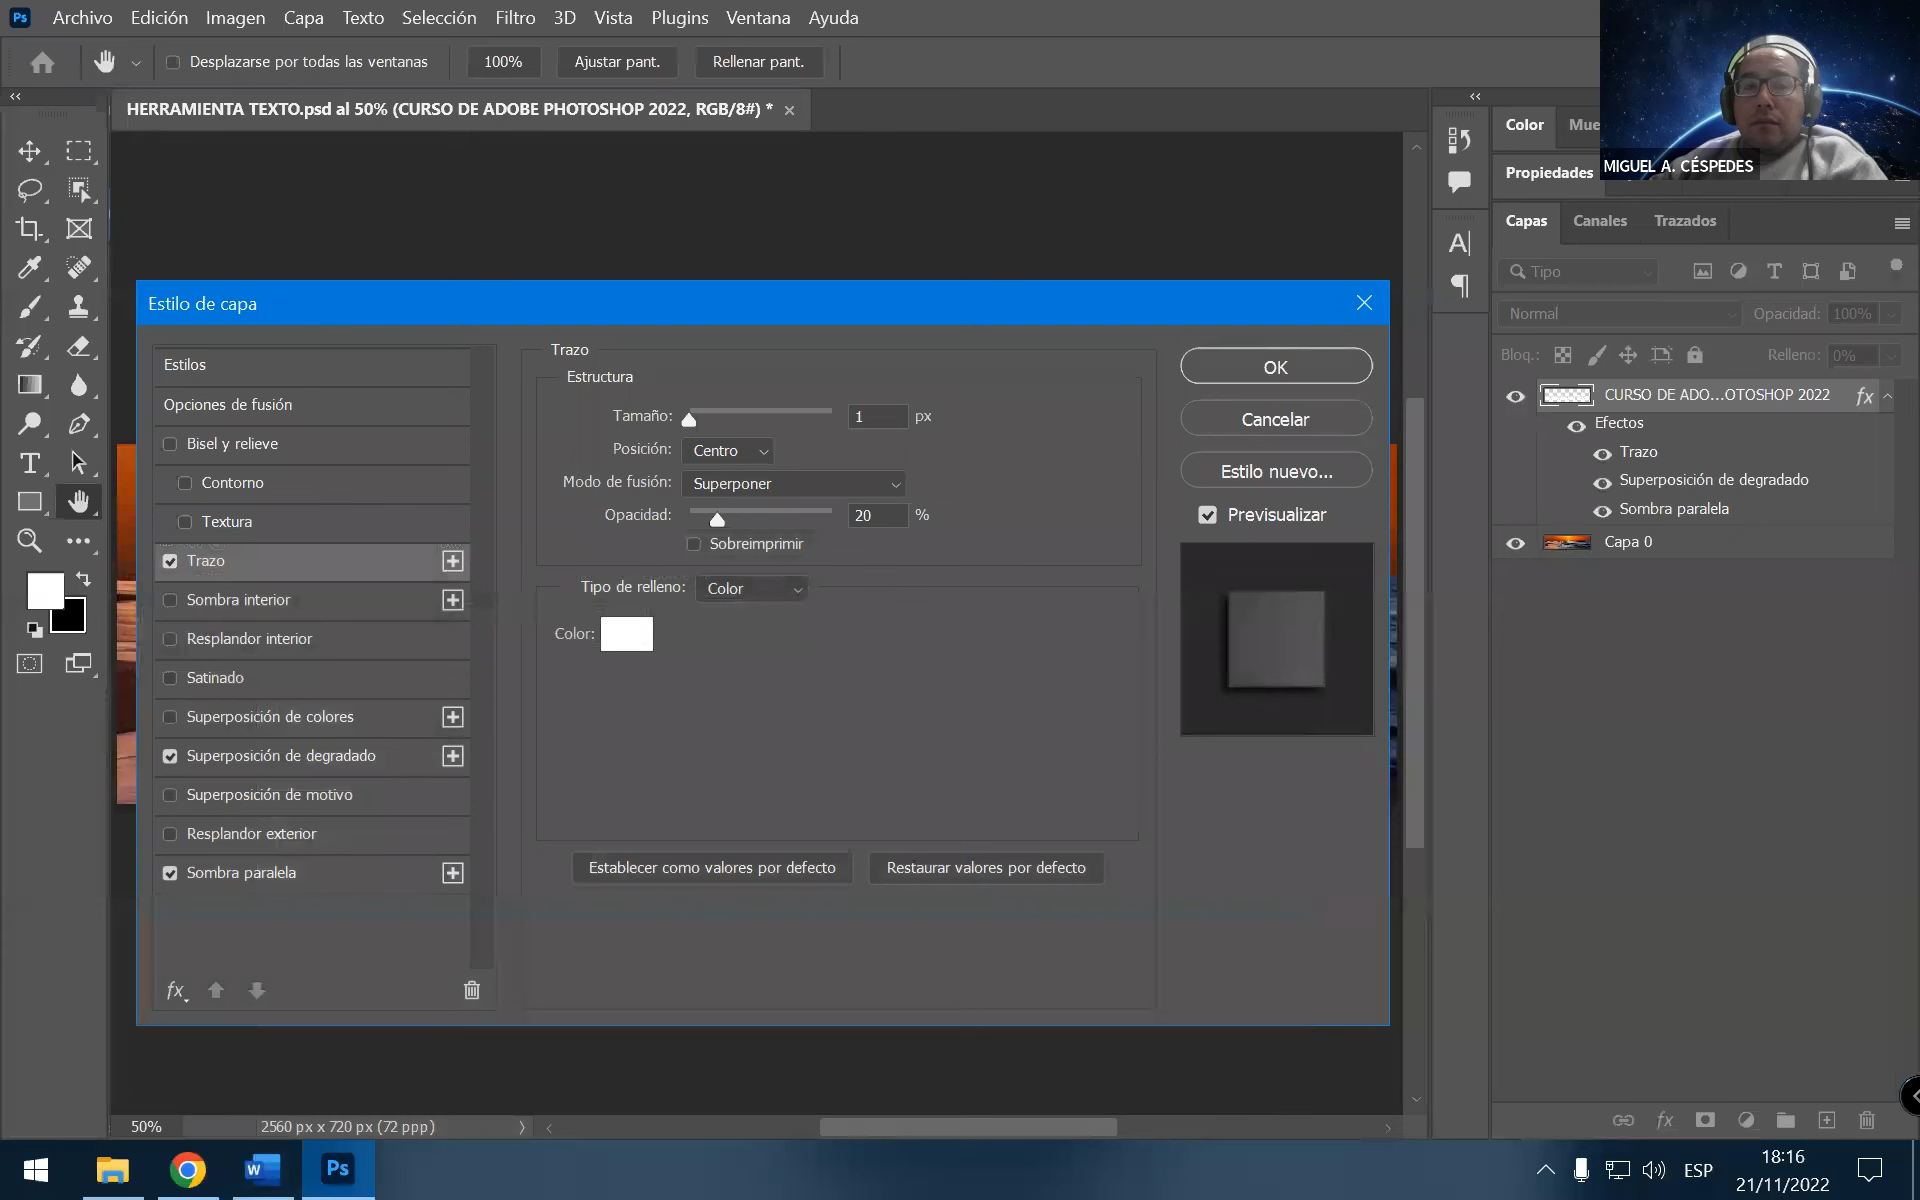 Ps Archivo Edición Imagen Capa Texto Selección Filtro 3D Vista Plugins Ventana Ayuda
Desplazarse por todas las ventanas 100% Ajustar pant. Rellenar pant.
HERRAMIENTA TEXTO.psd al 50% (CURSO DE ADOBE PHOTOSHOP 2022, RGB/8#) *
Color Mue
MIGUEL A. CÉSPEDES
Propiedades
Capas Canales Trazados
Tipo
Normal Opacidad: 100%
Bloq.: Relleno: 0%
CURSO DE ADO...OTOSHOP 2022 fx
Efectos
Trazo
Superposición de degradado
Sombra paralela
Capa 0
Estilo de capa
Estilos
Opciones de fusión
Bisel y relieve
Contorno
Textura
Trazo
Sombra interior
Resplandor interior
Satinado
Superposición de colores
Superposición de degradado
Superposición de motivo
Resplandor exterior
Sombra paralela
fx
Trazo
Estructura
Tamaño: 1 px
Posición: Centro
Modo de fusión: Superponer
Opacidad: 20 %
Sobreimprimir
Tipo de relleno: Color
Color:
Establecer como valores por defecto Restaurar valores por defecto
OK
Cancelar
Estilo nuevo...
Previsualizar
50% 2560 px x 720 px (72 ppp)
fx
W Ps
ESP
18:16
21/11/2022